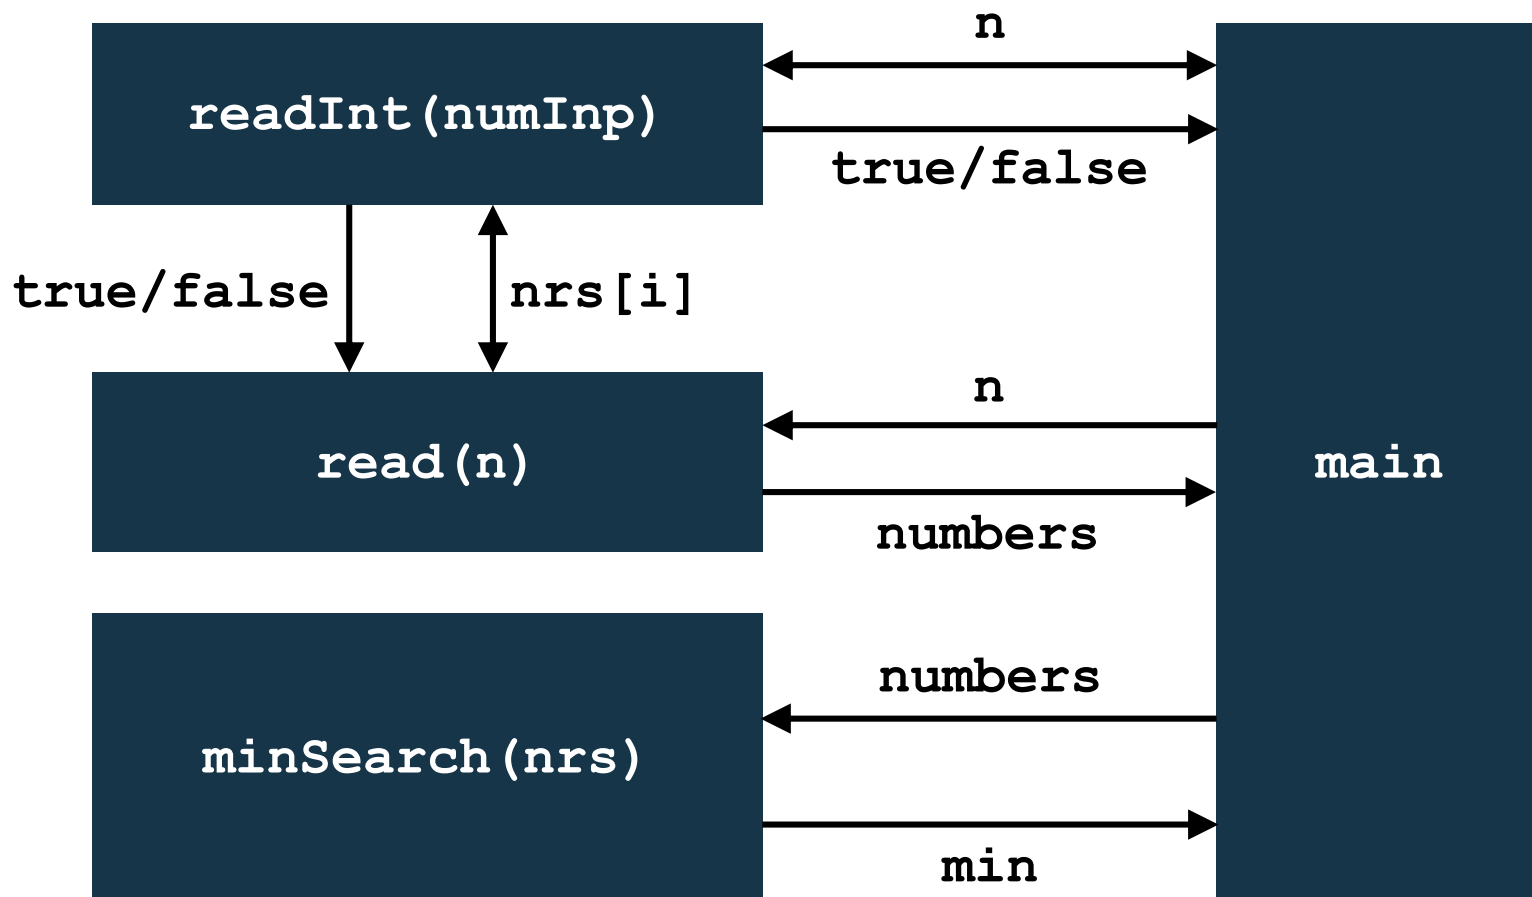 n
readInt(numInp)
true/false
true/false
nrs[i]
n
read(n)
main
numbers
numbers
minSearch(nrs)
min